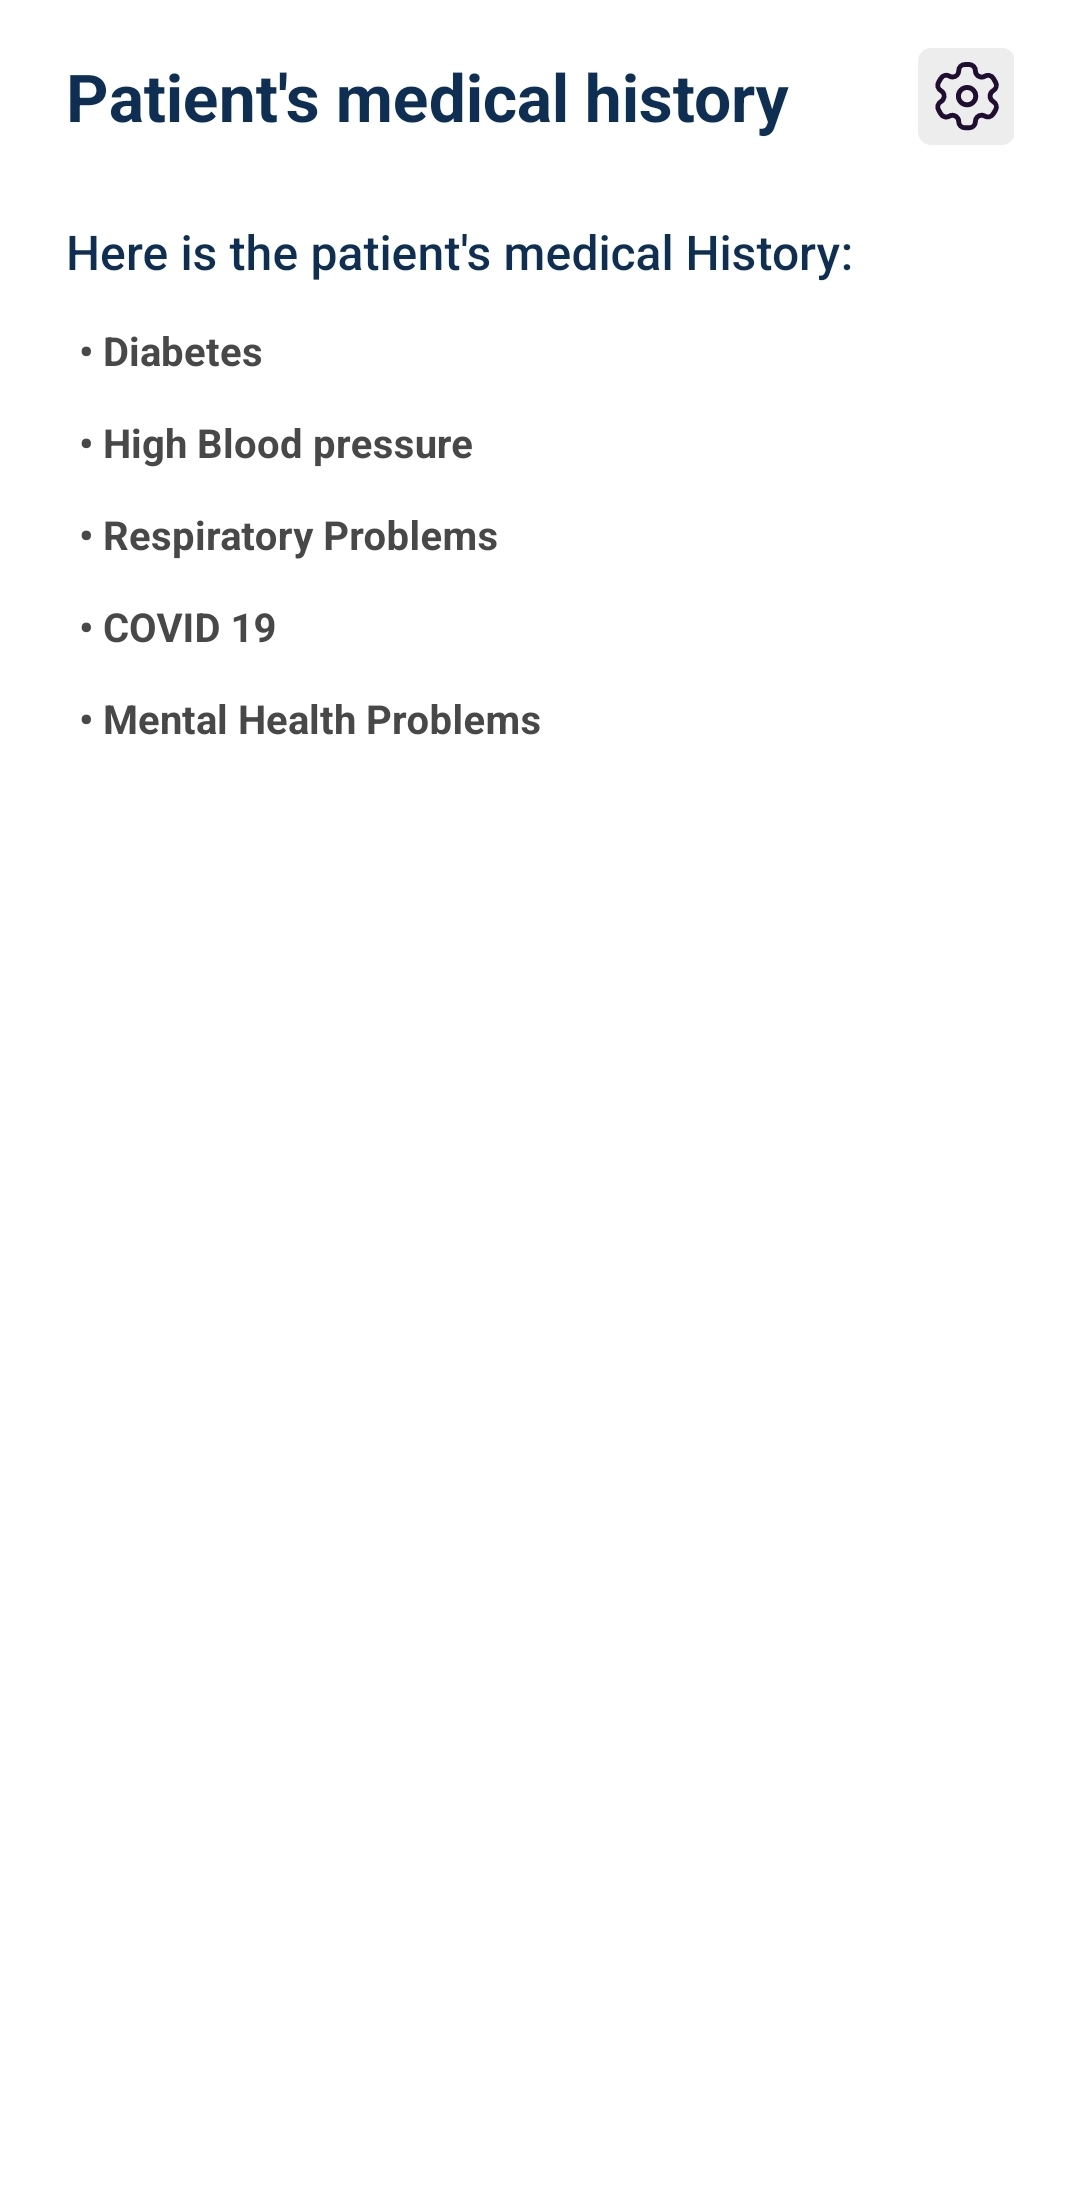 Patient's medical history
Here is the patient's medical History:
• Diabetes
• High Blood pressure
• Respiratory Problems
• COVID 19
• Mental Health Problems